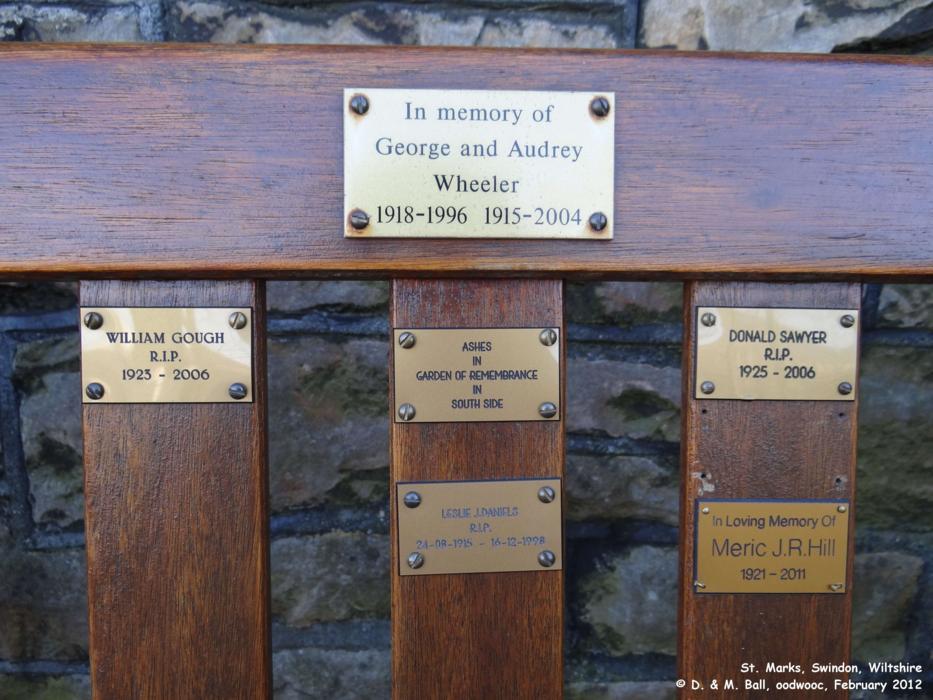 In memory of
George and Audrey
Wheeler
1918-1996 1915-2004
WILLIAM GOUGH
R.I.P.
1923 - 2006
ASHES
IN
GARDEN OF REMEMBRANCE
IN
SOUTH SIDE
DONALD SAWYER
R.I.P.
1925 - 2006
LESLIE J.DANIELS
R.I.P.
24-08-1915 - 16-12-1998
In Loving Memory Of
Meric J.R.Hill
1921 - 2011
St. Marks, Swindon, Wiltshire
© D. & M. Ball, oodwooc, February 2012